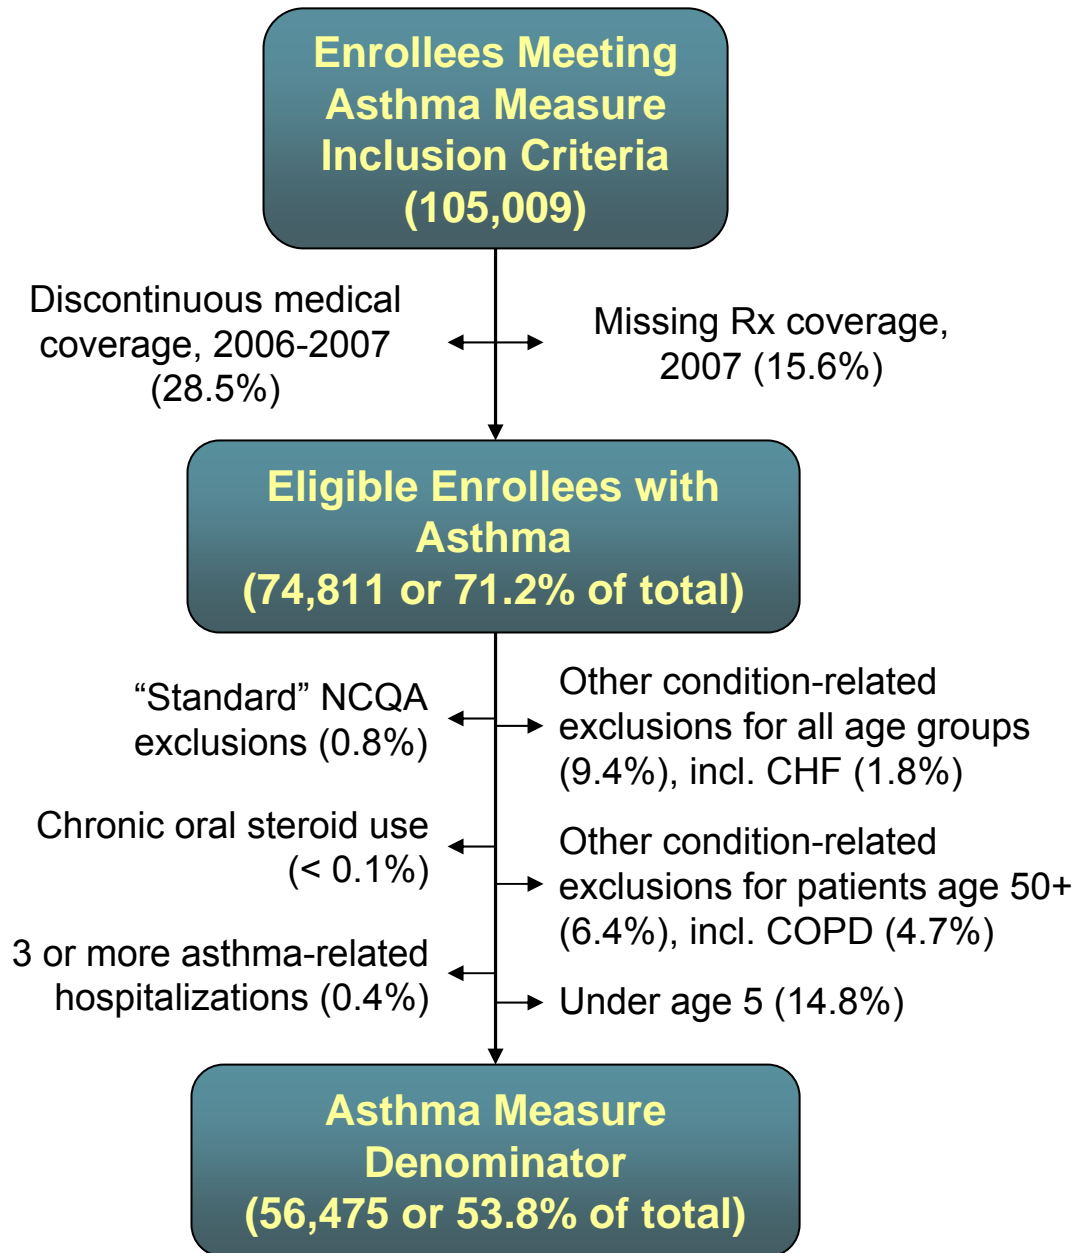 Enrollees Meeting
Asthma Measure
Inclusion Criteria
(105,009)
Discontinuous medical
coverage, 2006-2007
(28.5%)
Missing Rx coverage,
2007 (15.6%)
Eligible Enrollees with
Asthma
(74,811 or 71.2% of total)
“Standard” NCQA
exclusions (0.8%)
Other condition-related
exclusions for all age groups
(9.4%), incl. CHF (1.8%)
Chronic oral steroid use
(< 0.1%)
Other condition-related
exclusions for patients age 50+
(6.4%), incl. COPD (4.7%)
3 or more asthma-related
hospitalizations (0.4%)
Under age 5 (14.8%)
Asthma Measure
Denominator
(56,475 or 53.8% of total)